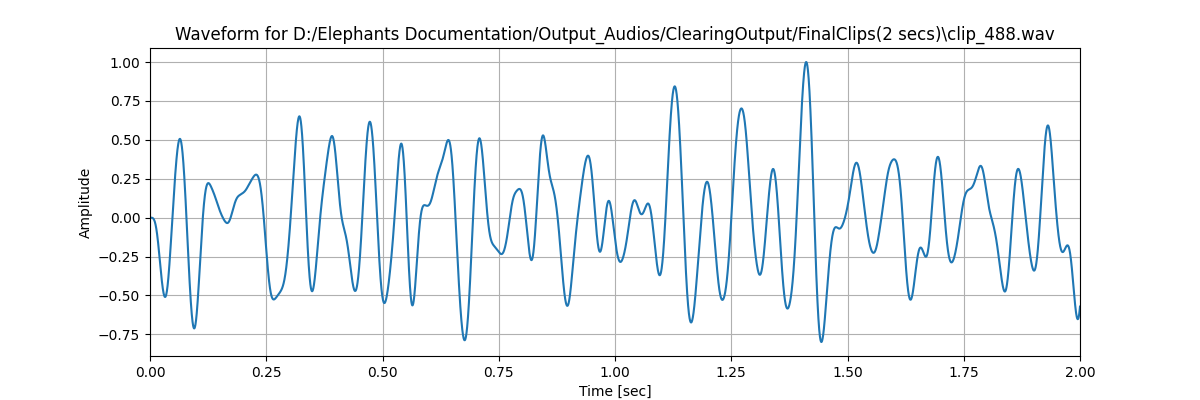 Waveform for D:/Elephants Documentation/Output_Audios/ClearingOutput/FinalClips(2 secs)\clip_488.wav
1.00
0.75
0.50
0.25
0.00
−0.25
−0.50
−0.75
Amplitude
0.00 0.25 0.50 0.75 1.00 1.25 1.50 1.75 2.00
Time [sec]